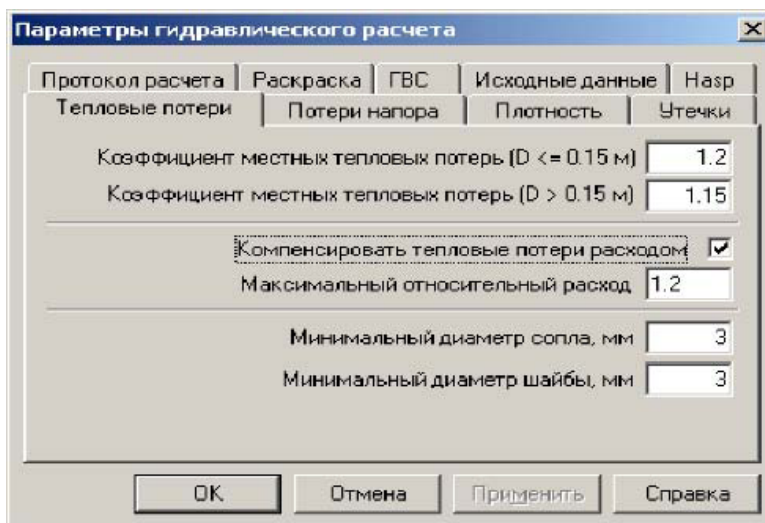 Параметры гидравлического расчета
Протокол расчета Раскраска ГВС Исходные данные Hasp
Тепловые потери Потери напора Плотность Утечки
Коэффициент местных тепловых потерь (D <= 0.15 м) 1.2
Коэффициент местных тепловых потерь (D > 0.15 м) 1.15
Компенсировать тепловые потери расходом
Максимальный относительный расход 1.2
Минимальный диаметр сопла, мм 3
Минимальный диаметр шайбы, мм 3
OK Отмена Применить Справка